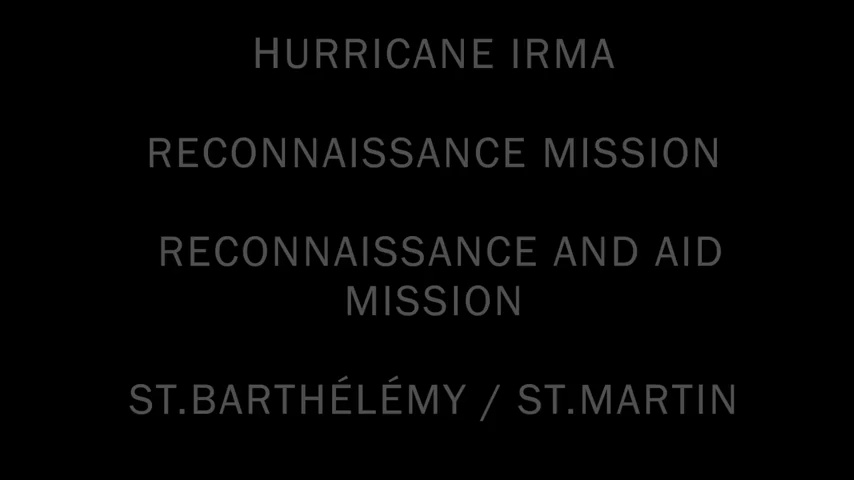 HURRICANE IRMA
RECONNAISSANCE MISSION
RECONNAISSANCE AND AID
MISSION
ST.BARTHÉLÉMY / ST.MARTIN